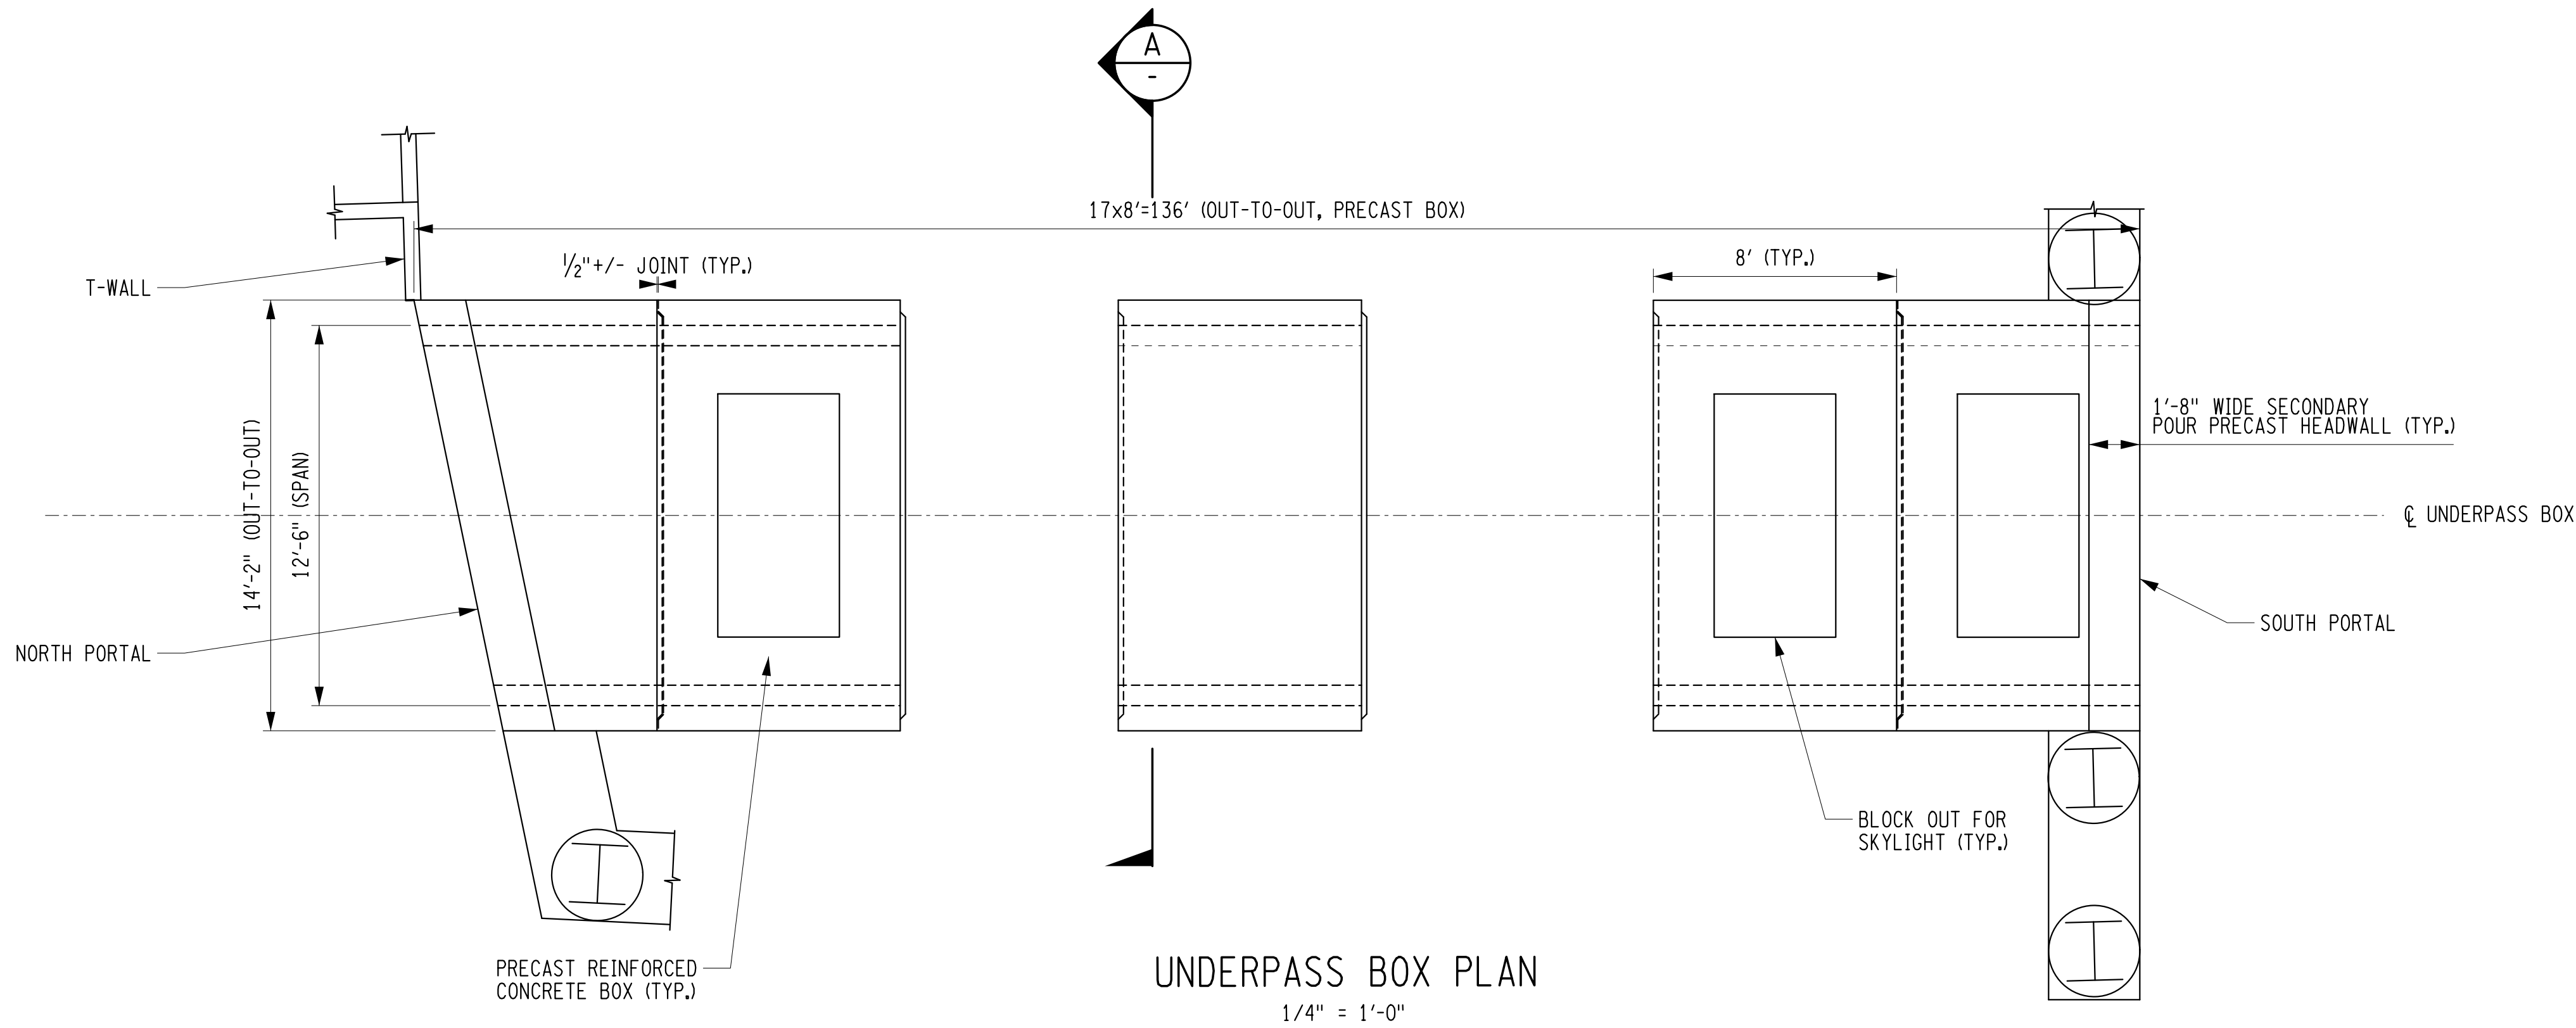 A
-
17x8'=136' (OUT-TO-OUT, PRECAST BOX)
1/2"+/- JOINT (TYP.)
8' (TYP.)
T-WALL
1'-8" WIDE SECONDARY
POUR PRECAST HEADWALL (TYP.)
14'-2" (OUT-TO-OUT)
12'-6" (SPAN)
℄ UNDERPASS BOX
NORTH PORTAL
SOUTH PORTAL
BLOCK OUT FOR
SKYLIGHT (TYP.)
PRECAST REINFORCED
CONCRETE BOX (TYP.)
UNDERPASS BOX PLAN
1/4" = 1'-0"